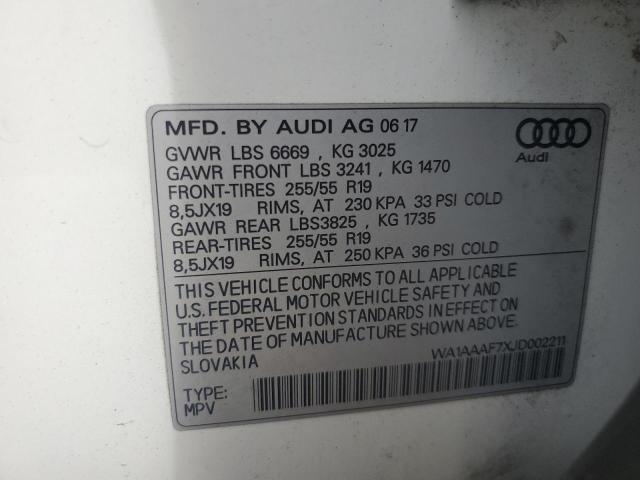 MFD. BY AUDI AG 06 17
GVWR LBS 6669 , KG 3025
GAWR FRONT LBS 3241 , KG 1470
FRONT-TIRES 255/55 R19
8,5JX19 RIMS, AT 230 KPA 33 PSI COLD
GAWR REAR LBS3825 , KG 1735
REAR-TIRES 255/55 R19
8,5JX19 RIMS, AT 250 KPA 36 PSI COLD
Audi
THIS VEHICLE CONFORMS TO ALL APPLICABLE
U.S. FEDERAL MOTOR VEHICLE SAFETY AND
THEFT PREVENTION STANDARDS IN EFFECT ON
THE DATE OF MANUFACTURE SHOWN ABOVE.
SLOVAKIA
WA1AAAF7XJD002211
TYPE:
MPV